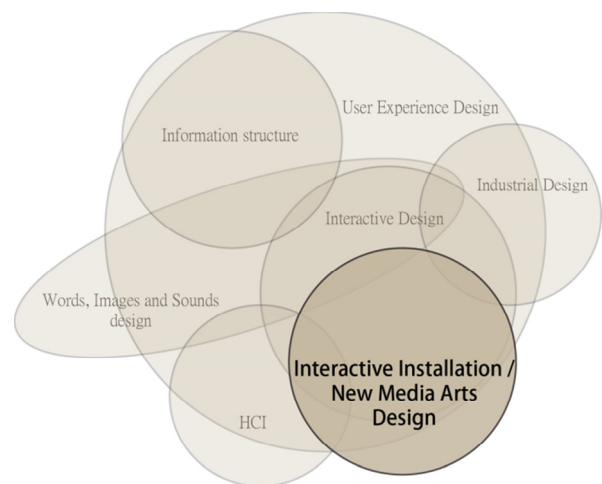 User Experience Design
Information structure
Industrial Design
Interactive Design
Words, Images and Sounds
design
Interactive Installation /
New Media Arts
Design
HCI